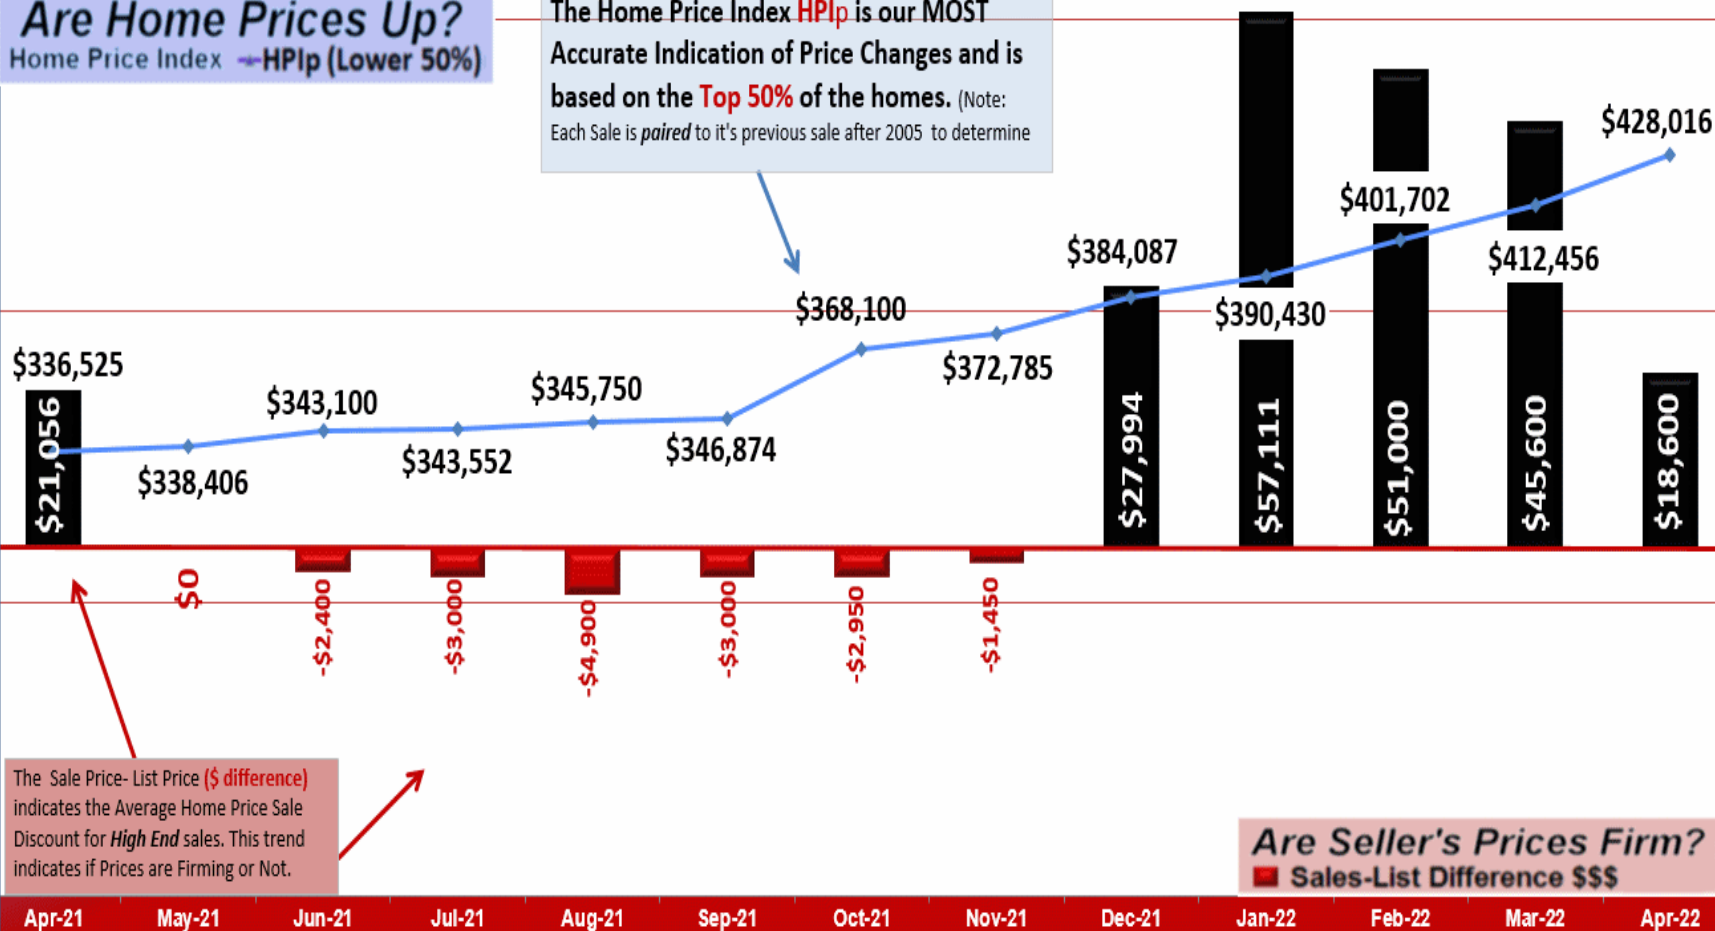 Are Home Prices Up?
Home Price Index HPIp (Lower 50%)
The Home Price Index HPIp is our MOST
Accurate Indication of Price Changes and is
based on the Top 50% of the homes. (Note:
Each Sale is paired to it's previous sale after 2005 to determine
$336,525
$338,406
$343,100
$343,552
$345,750
$346,874
$368,100
$372,785
$384,087
$390,430
$401,702
$412,456
$428,016
$21,056
$0
-$2,400
-$3,000
-$4,900
-$3,000
-$2,950
-$1,450
$27,994
$57,111
$51,000
$45,600
$18,600
The Sale Price- List Price ($ difference)
indicates the Average Home Price Sale
Discount for High End sales. This trend
indicates if Prices are Firming or Not.
Are Seller's Prices Firm?
Sales-List Difference $$$
Apr-21 May-21 Jun-21 Jul-21 Aug-21 Sep-21 Oct-21 Nov-21 Dec-21 Jan-22 Feb-22 Mar-22 Apr-22